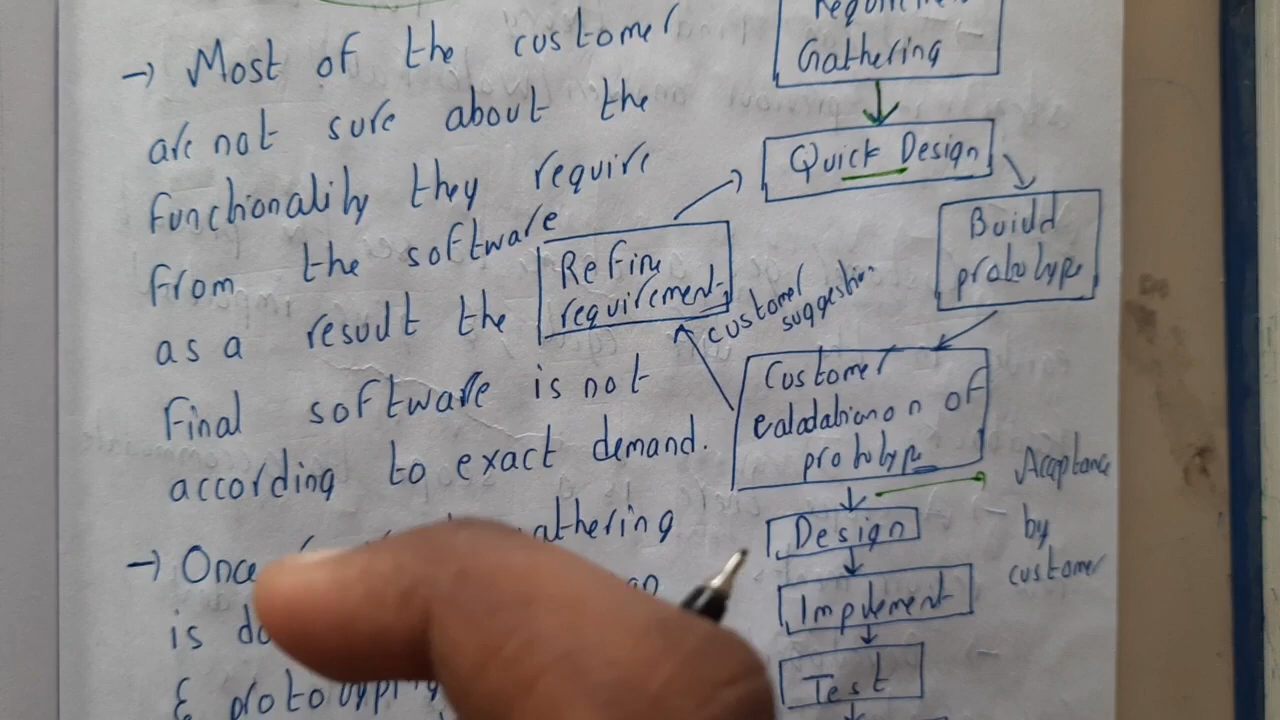 → Most of the customer
are not sure about the
functionality they require
from the software
as a result the
final software is not
according to exact demand.
→ Once gathering
is do
& prototyping
Gathering
Quick Design
Build
prototype
Refine
requirement
customer
suggestion
Customer
prototype
of
Acceptance
by
customer
Design
Implement
Test